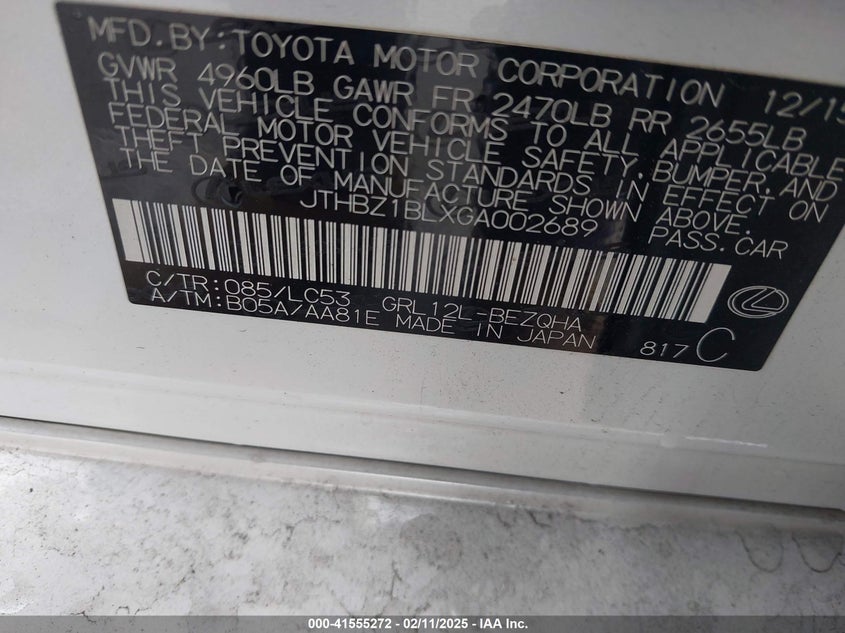 MFD. BY: TOYOTA MOTOR CORPORATION 12/15
GVWR 4960LB GAWR FR 2470LB RR 2655LB
THIS VEHICLE CONFORMS TO ALL APPLICABLE
FEDERAL MOTOR VEHICLE SAFETY, BUMPER, AND
THEFT PREVENTION STANDARDS IN EFFECT ON
THE DATE OF MANUFACTURE SHOWN ABOVE.
JTHBZ1BLXGA002689 PASS. CAR
C/TR: 085/LC53 GRL12L-BEZQHA
A/TM: B05A/AA81E MADE IN JAPAN 817 C
000-41555272 - 02/11/2025 - IAA Inc.